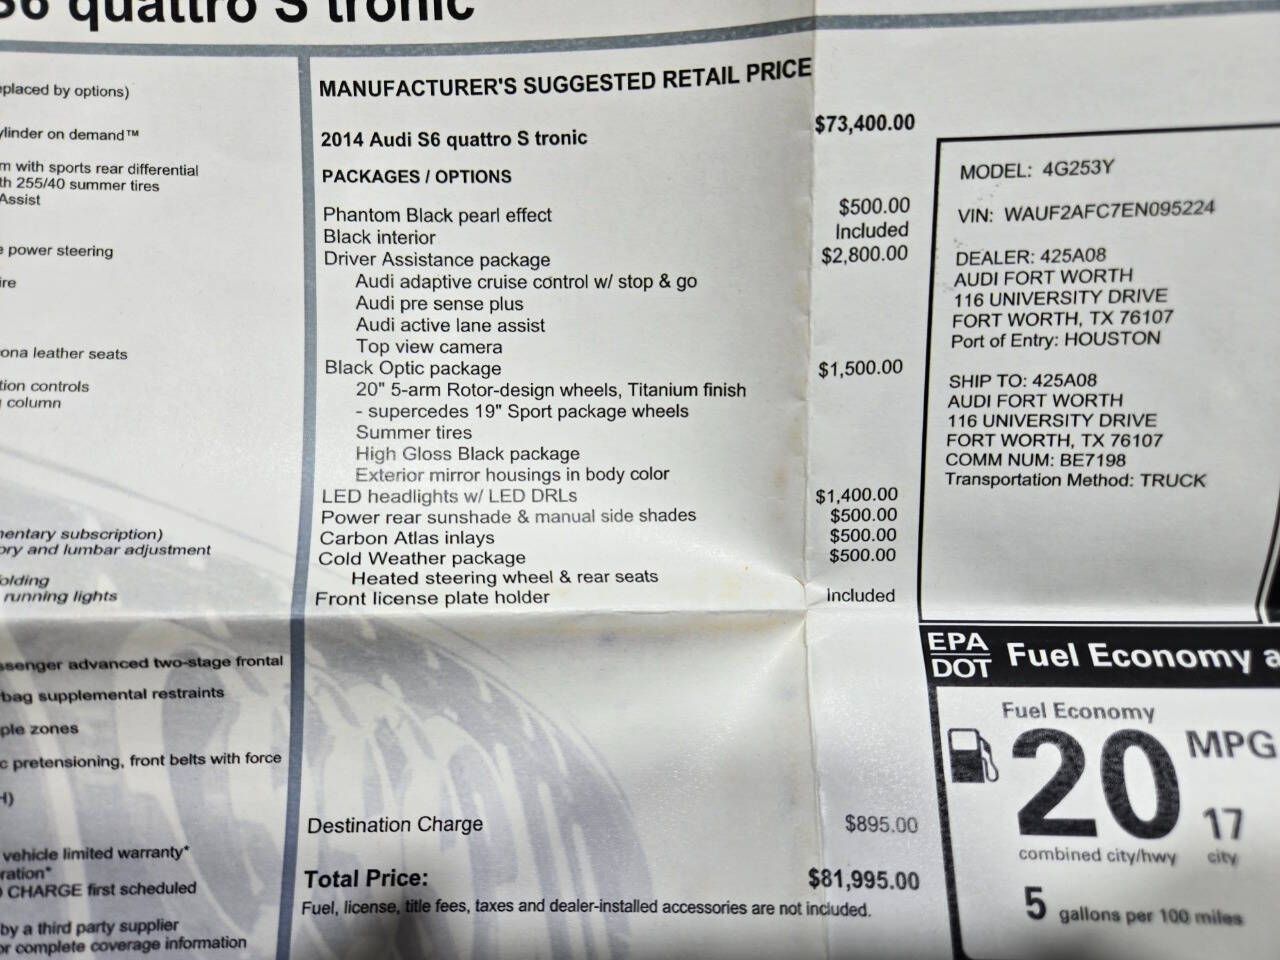 S6 quattro S tronic
replaced by options)
cylinder on demand™
m with sports rear differential
th 255/40 summer tires
Assist
power steering
ona leather seats
tion controls
column
mentary subscription)
ory and lumbar adjustment
folding
running lights
ssenger advanced two-stage frontal
bag supplemental restraints
ple zones
c pretensioning, front belts with force
H)
vehicle limited warranty*
ration*
CHARGE first scheduled
by a third party supplier
or complete coverage information
MANUFACTURER'S SUGGESTED RETAIL PRICE
2014 Audi S6 quattro S tronic $73,400.00
PACKAGES / OPTIONS
Phantom Black pearl effect $500.00
Black interior Included
Driver Assistance package $2,800.00
Audi adaptive cruise control w/ stop & go
Audi pre sense plus
Audi active lane assist
Top view camera
Black Optic package $1,500.00
20" 5-arm Rotor-design wheels, Titanium finish
- supercedes 19" Sport package wheels
Summer tires
High Gloss Black package
Exterior mirror housings in body color
LED headlights w/ LED DRLs $1,400.00
Power rear sunshade & manual side shades $500.00
Carbon Atlas inlays $500.00
Cold Weather package $500.00
Heated steering wheel & rear seats
Front license plate holder Included
Destination Charge $895.00
Total Price: $81,995.00
Fuel, license, title fees, taxes and dealer-installed accessories are not included.
MODEL: 4G253Y
VIN: WAUF2AFC7EN095224
DEALER: 425A08
AUDI FORT WORTH
116 UNIVERSITY DRIVE
FORT WORTH, TX 76107
Port of Entry: HOUSTON
SHIP TO: 425A08
AUDI FORT WORTH
116 UNIVERSITY DRIVE
FORT WORTH, TX 76107
COMM NUM: BE7198
Transportation Method: TRUCK
EPA
DOT
Fuel Economy a
Fuel Economy
20 MPG
17
combined city/hwy city
5 gallons per 100 miles